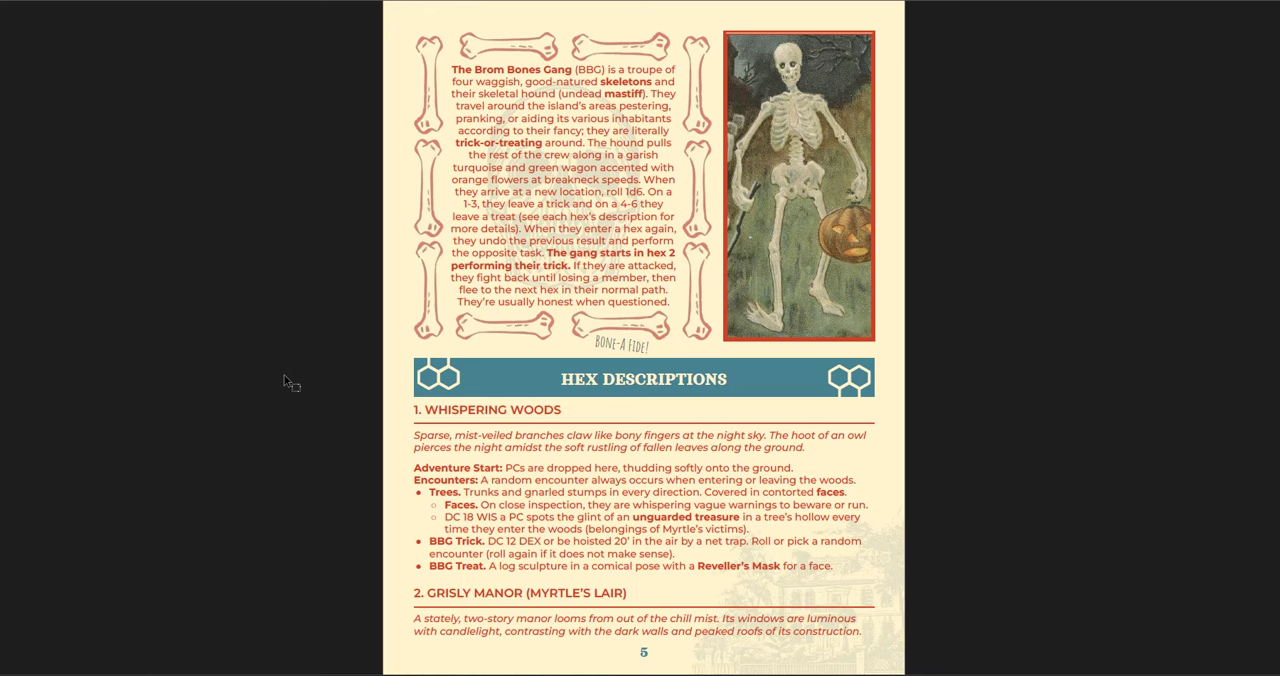 The Brom Bones Gang (BBG) is a troupe of
four waggish, good-natured skeletons and
their skeletal hound (undead mastiff). They
travel around the island's areas pestering,
pranking, or aiding its various inhabitants
according to their fancy; they are literally
trick-or-treating around. The hound pulls
the rest of the crew along in a garish
turquoise and green wagon accented with
orange flowers at breakneck speeds. When
they arrive at a new location, roll 1d6. On a
1-3, they leave a trick and on a 4-6 they
leave a treat (see each hex's description for
more details). When they enter a hex again,
they undo the previous result and perform
the opposite task. The gang starts in hex 2
performing their trick. If they are attacked,
they fight back until losing a member, then
flee to the next hex in their normal path.
They're usually honest when questioned.
BONE-A FIDE!
HEX DESCRIPTIONS
1. WHISPERING WOODS
Sparse, mist-veiled branches claw like bony fingers at the night sky. The hoot of an owl
pierces the night amidst the soft rustling of fallen leaves along the ground.
Adventure Start: PCs are dropped here, thudding softly onto the ground.
Encounters: A random encounter always occurs when entering or leaving the woods.
● Trees. Trunks and gnarled stumps in every direction. Covered in contorted faces.
○ Faces. On close inspection, they are whispering vague warnings to beware or run.
○ DC 18 WIS a PC spots the glint of an unguarded treasure in a tree's hollow every
time they enter the woods (belongings of Myrtle's victims).
● BBG Trick. DC 12 DEX or be hoisted 20' in the air by a net trap. Roll or pick a random
encounter (roll again if it does not make sense).
● BBG Treat. A log sculpture in a comical pose with a Reveller's Mask for a face.
2. GRISLY MANOR (MYRTLE'S LAIR)
A stately, two-story manor looms from out of the chill mist. Its windows are luminous
with candlelight, contrasting with the dark walls and peaked roofs of its construction.
5